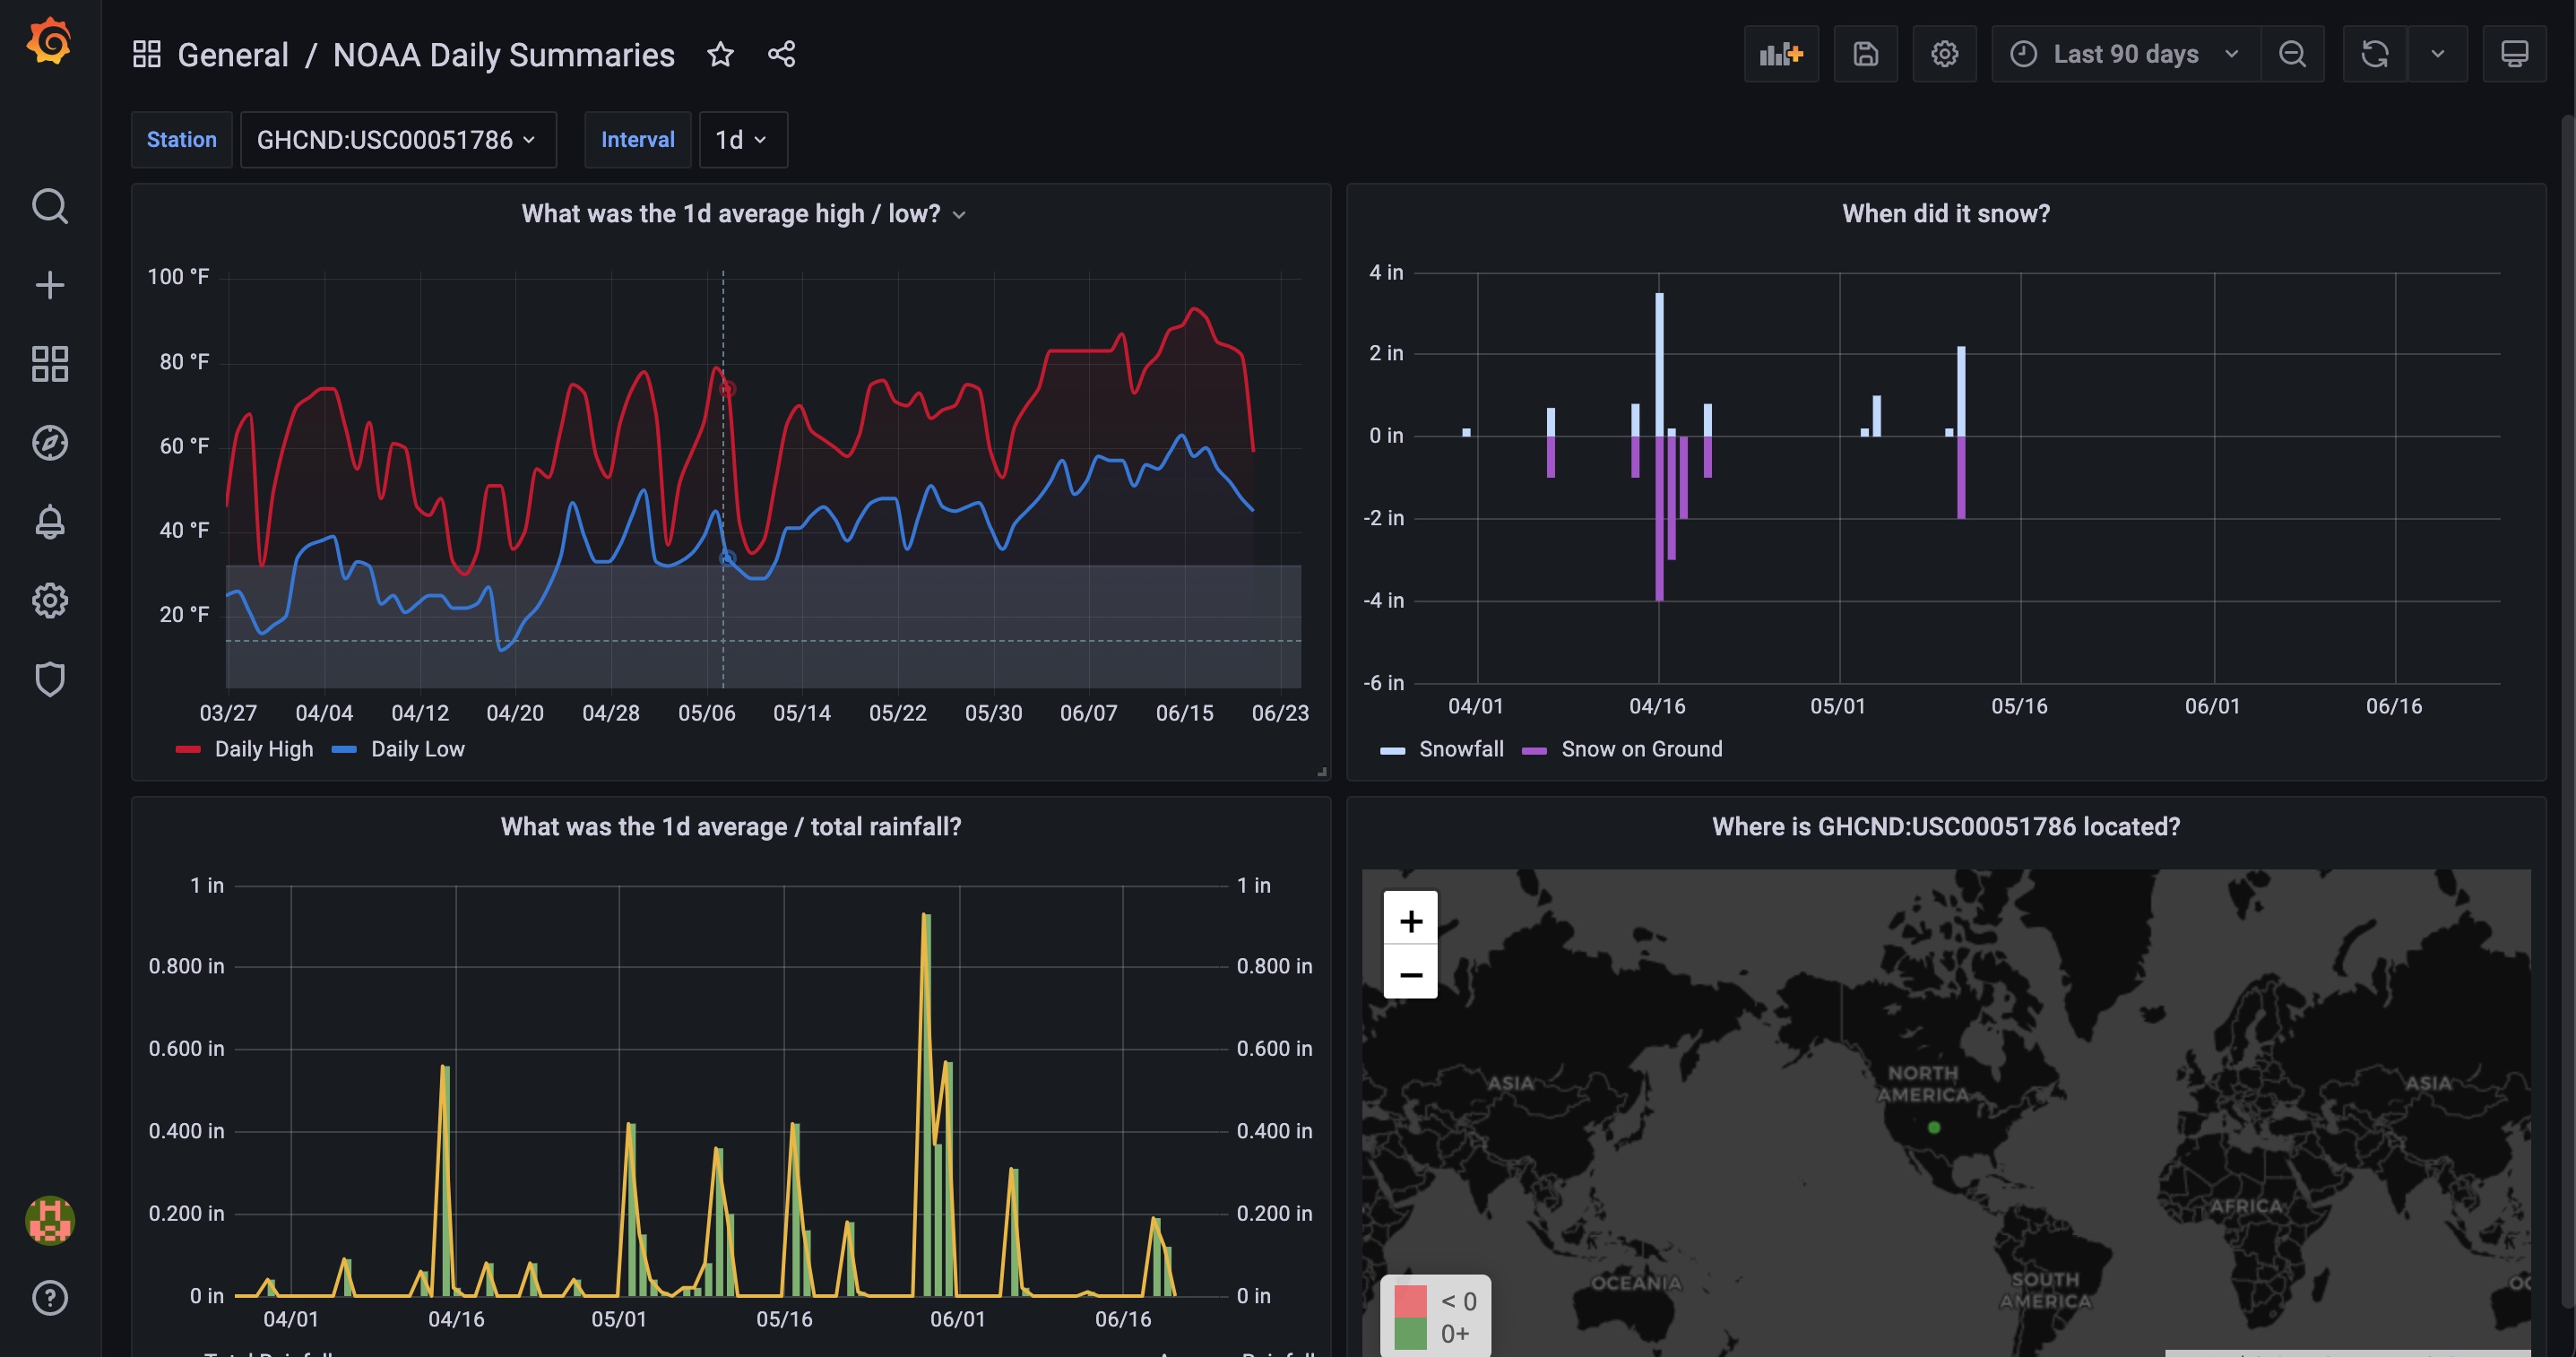 General / NOAA Daily Summaries
Last 90 days
Station GHCND:USC00051786 Interval 1d
What was the 1d average high / low?
100 °F
80 °F
60 °F
40 °F
20 °F
03/27 04/04 04/12 04/20 04/28 05/06 05/14 05/22 05/30 06/07 06/15 06/23
Daily High Daily Low
When did it snow?
4 in
2 in
0 in
-2 in
-4 in
-6 in
04/01 04/16 05/01 05/16 06/01 06/16
Snowfall Snow on Ground
What was the 1d average / total rainfall?
1 in 1 in
0.800 in 0.800 in
0.600 in 0.600 in
0.400 in 0.400 in
0.200 in 0.200 in
0 in 0 in
04/01 04/16 05/01 05/16 06/01 06/16
Where is GHCND:USC00051786 located?
+
−
NORTH
AMERICA
ASIA
ASIA
AFRICA
OCEANIA
SOUTH
AMERICA
OC
< 0
0+
?